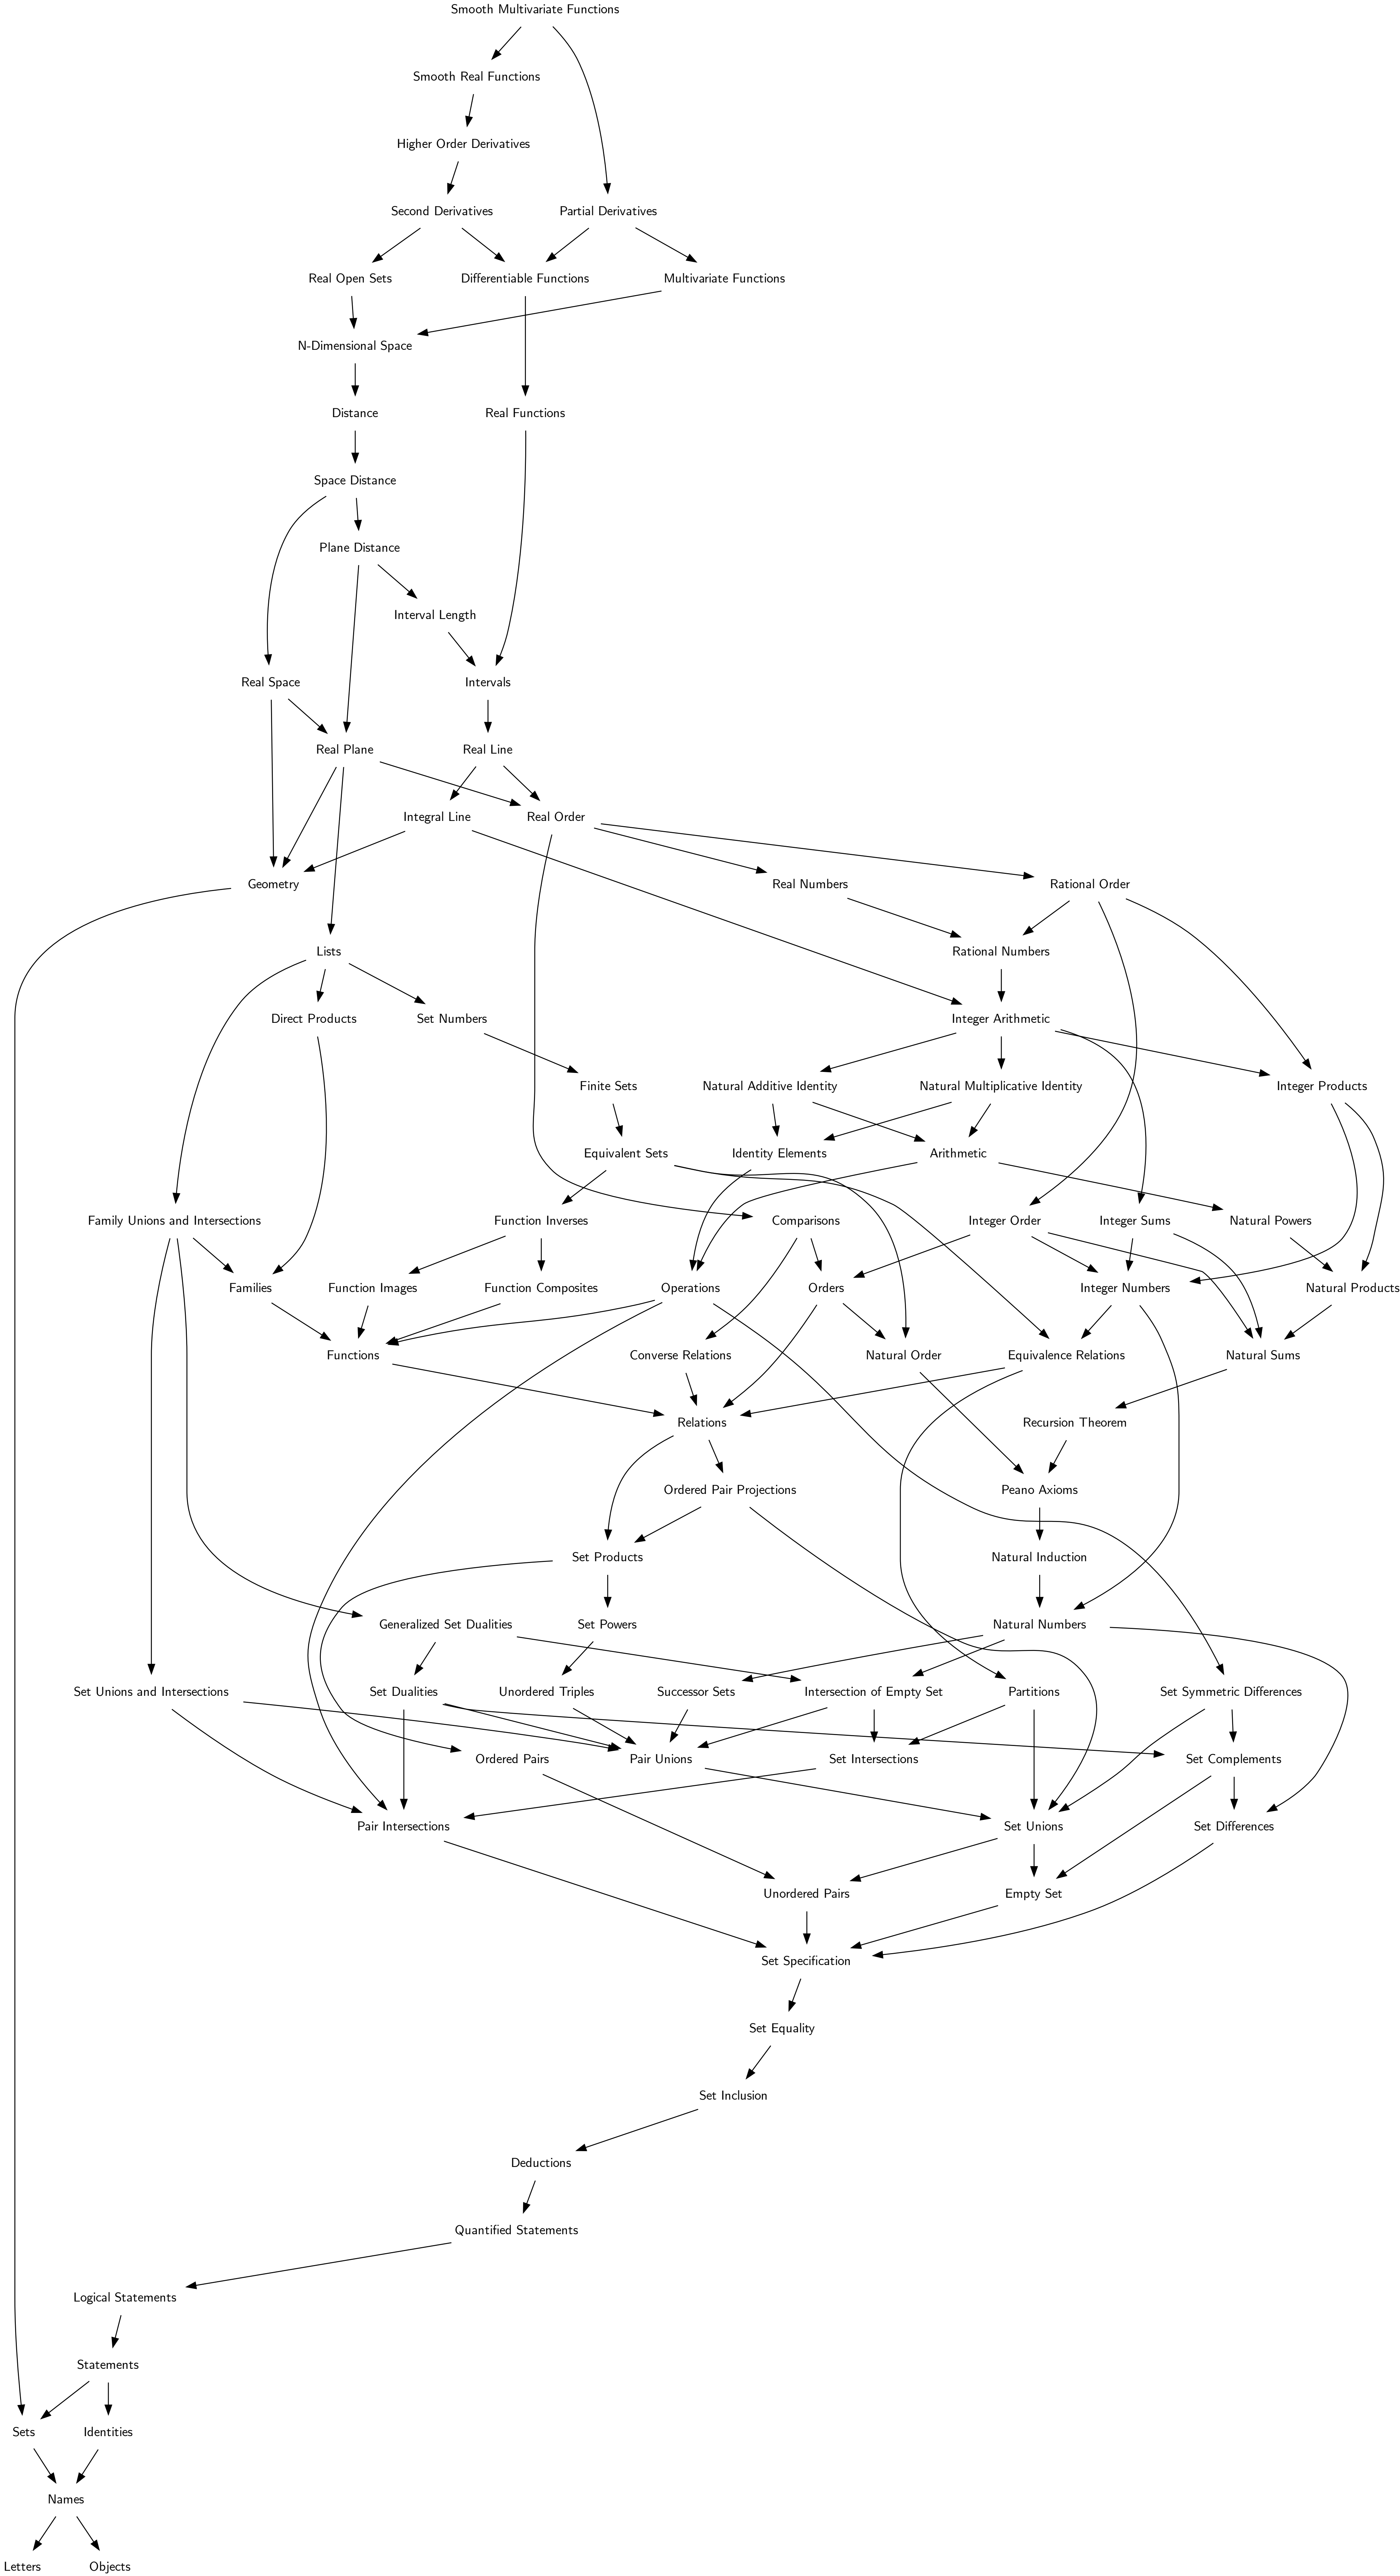 Smooth Multivariate Functions
Smooth Real Functions
Higher Order Derivatives
Second Derivatives
Partial Derivatives
Real Open Sets
Differentiable Functions
Multivariate Functions
N-Dimensional Space
Distance
Real Functions
Space Distance
Plane Distance
Interval Length
Real Space
Intervals
Real Plane
Real Line
Integral Line
Real Order
Geometry
Real Numbers
Rational Order
Lists
Rational Numbers
Direct Products
Set Numbers
Integer Arithmetic
Finite Sets
Natural Additive Identity
Natural Multiplicative Identity
Integer Products
Equivalent Sets
Identity Elements
Arithmetic
Family Unions and Intersections
Function Inverses
Comparisons
Integer Order
Integer Sums
Natural Powers
Families
Function Images
Function Composites
Operations
Orders
Integer Numbers
Natural Products
Functions
Converse Relations
Natural Order
Equivalence Relations
Natural Sums
Relations
Recursion Theorem
Ordered Pair Projections
Peano Axioms
Set Products
Natural Induction
Generalized Set Dualities
Set Powers
Natural Numbers
Set Unions and Intersections
Set Dualities
Unordered Triples
Successor Sets
Intersection of Empty Set
Partitions
Set Symmetric Differences
Ordered Pairs
Pair Unions
Set Intersections
Set Complements
Pair Intersections
Set Unions
Set Differences
Unordered Pairs
Empty Set
Set Specification
Set Equality
Set Inclusion
Deductions
Quantified Statements
Logical Statements
Statements
Sets
Identities
Names
Letters
Objects